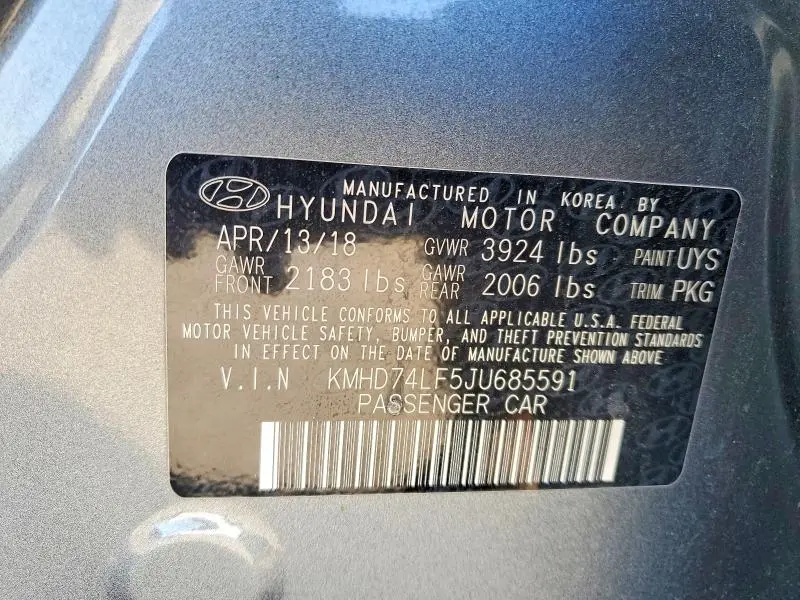 MANUFACTURED IN KOREA BY.
HYUNDAI MOTOR COMPANY
APR/13/18 GVWR 3924 lbs PAINT UYS
GAWR FRONT 2183 lbs GAWR REAR 2006 lbs TRIM PKG
THIS VEHICLE CONFORMS TO ALL APPLICABLE U.S.A. FEDERAL
MOTOR VEHICLE SAFETY, BUMPER, AND THEFT PREVENTION STANDARDS
IN EFFECT ON THE DATE OF MANUFACTURE SHOWN ABOVE
V.I.N KMHD74LF5JU685591
PASSENGER CAR